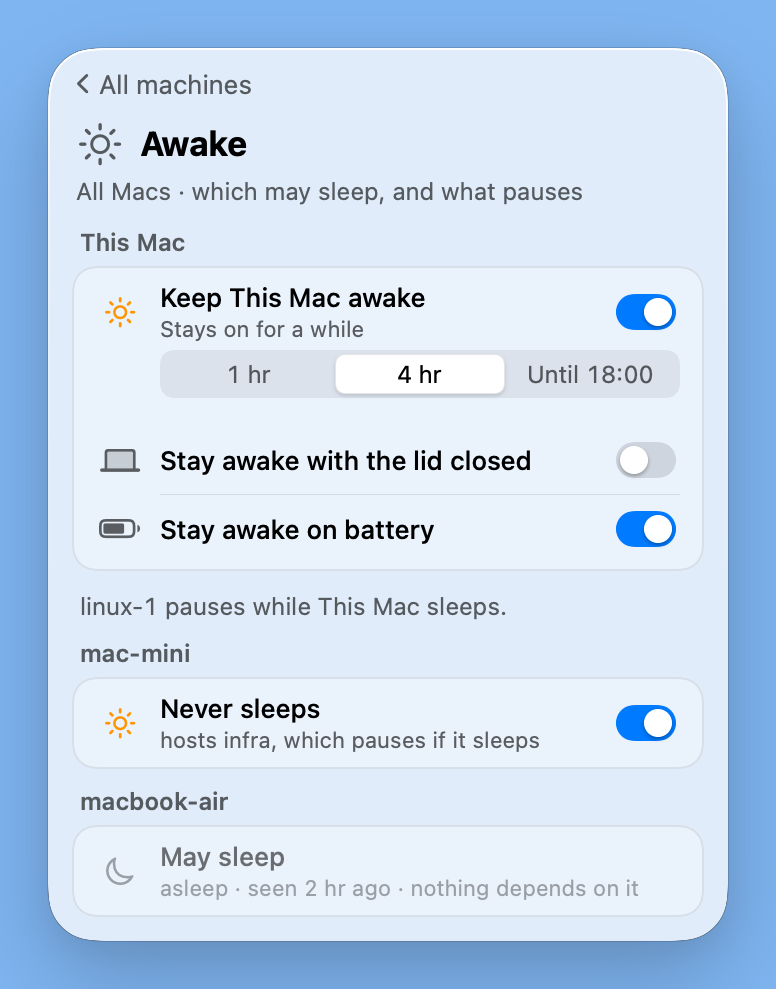 All machines
Awake
All Macs · which may sleep, and what pauses
This Mac
Keep This Mac awake
Stays on for a while
1 hr
4 hr
Until 18:00
Stay awake with the lid closed
Stay awake on battery
linux-1 pauses while This Mac sleeps.
mac-mini
Never sleeps
hosts infra, which pauses if it sleeps
macbook-air
May sleep
asleep · seen 2 hr ago · nothing depends on it